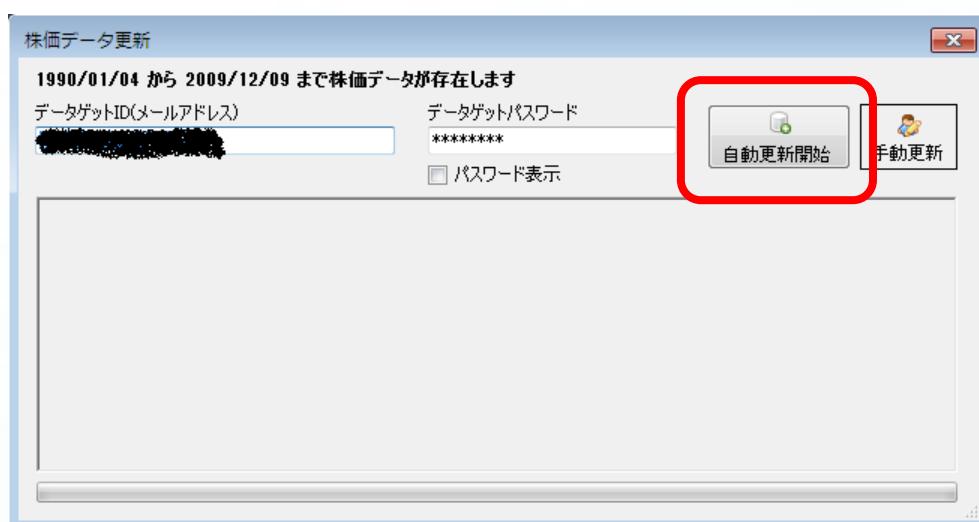 株価データ更新
1990/01/04 から 2009/12/09 まで株価データが存在します
データゲットID(メールアドレス)
データゲットパスワード
********
自動更新開始
手動更新
パスワード表示